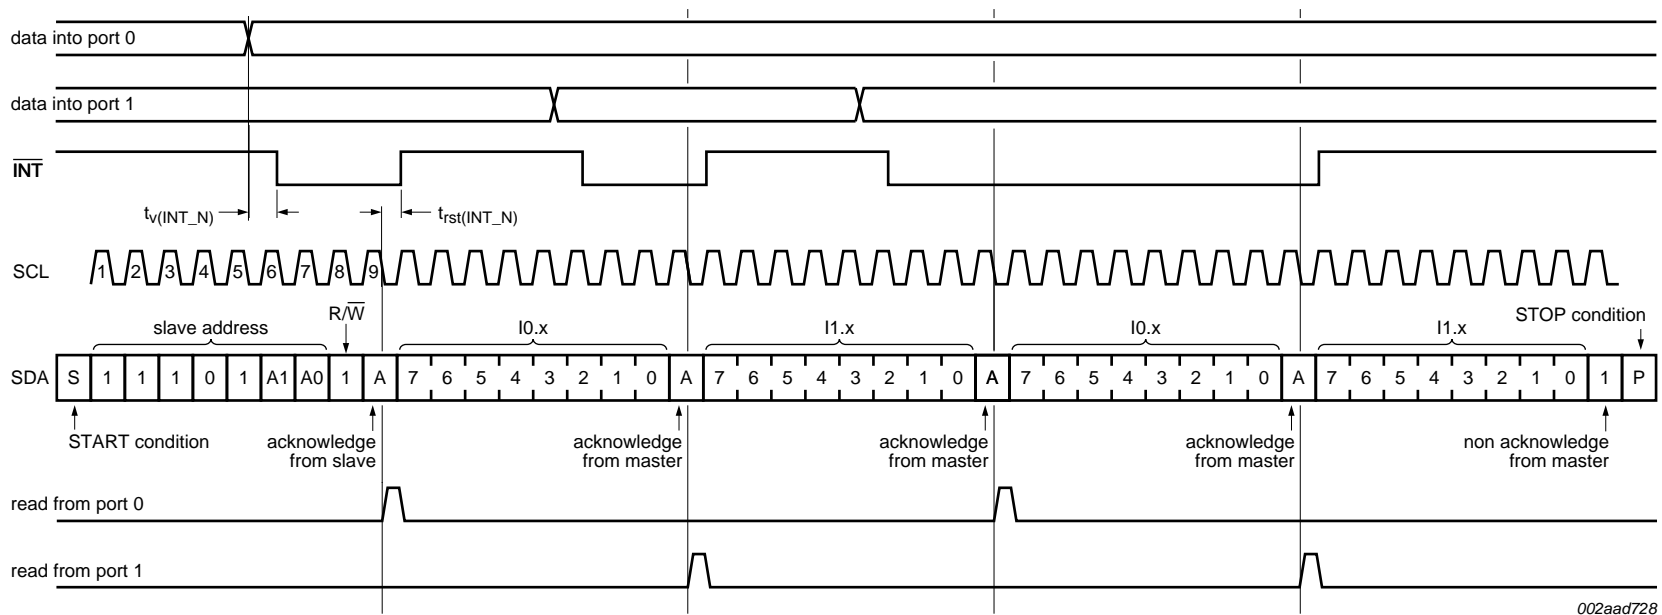 data into port 0
data into port 1
INT
tv(INT_N)
trst(INT_N)
SCL
1 2 3 4 5 6 7 8 9
R/W
slave address
I0.x
I1.x
I0.x
I1.x
STOP condition
SDA S 1 1 1 0 1 A1 A0 1 A 7 6 5 4 3 2 1 0 A 7 6 5 4 3 2 1 0 A 7 6 5 4 3 2 1 0 A 7 6 5 4 3 2 1 0 1 P
START condition
acknowledge
from slave
acknowledge
from master
acknowledge
from master
acknowledge
from master
non acknowledge
from master
read from port 0
read from port 1
002aad728